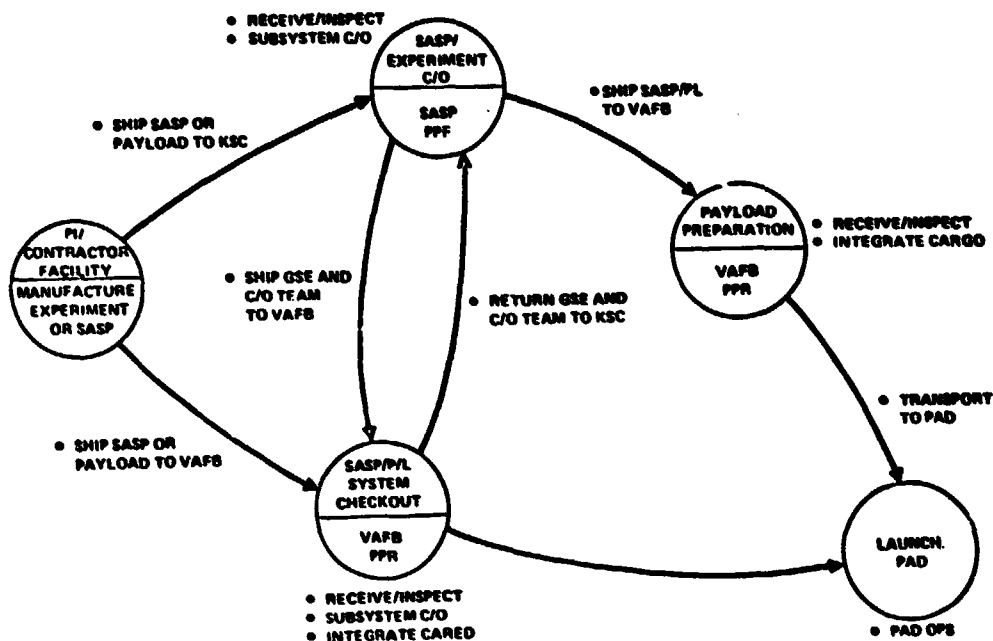 • RECEIVE/INSPECT
• SUBSYSTEM C/O
SASP/
EXPERIMENT
C/O
SASP
PPF
• SHIP SASP OR
PAYLOAD TO KSC
• SHIP SASP/PL
TO VAFB
PI/
CONTRACTOR
FACILITY
MANUFACTURE
EXPERIMENT
OR SASP
• SHIP GSE AND
C/O TEAM
TO VAFB
• RETURN GSE AND
C/O TEAM TO KSC
PAYLOAD
PREPARATION
VAFB
PPR
• RECEIVE/INSPECT
• INTEGRATE CARGO
• SHIP SASP OR
PAYLOAD TO VAFB
SASP/P/L
SYSTEM
CHECKOUT
VAFB
PPR
• RECEIVE/INSPECT
• SUBSYSTEM C/O
• INTEGRATE CARED
• TRANSPORT
TO PAD
LAUNCH.
PAD
• PAD OPS